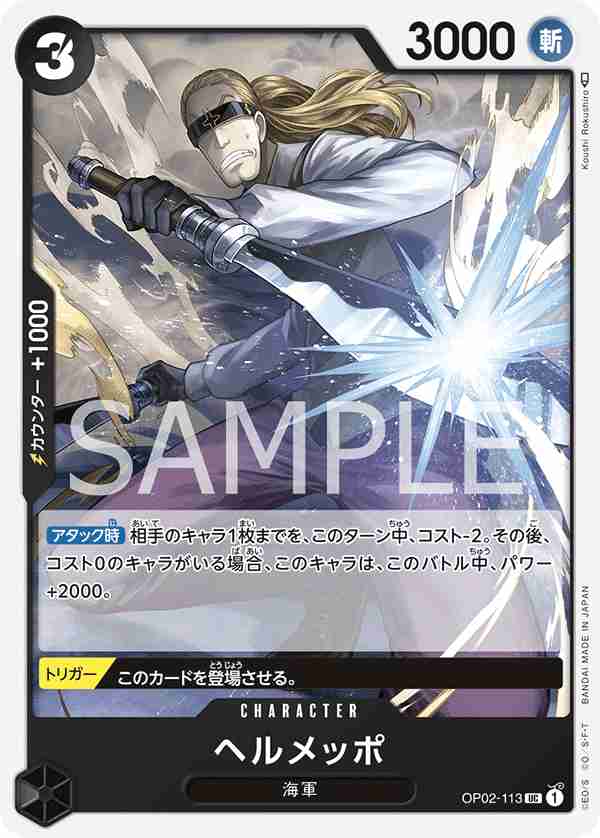 3
3000
斬
Koushi Rokushiro
カウンター +1000
SAMPLE
アタック時 相手のキャラ1枚までを、このターン中、コスト-2。その後、
コスト0のキャラがいる場合、このキャラは、このバトル中、パワー
+2000。
トリガー このカードを登場させる。
CHARACTER
ヘルメッポ
海軍
OP02-113 UC 1
©E.O/S ©O./S・F・T BANDAI MADE IN JAPAN